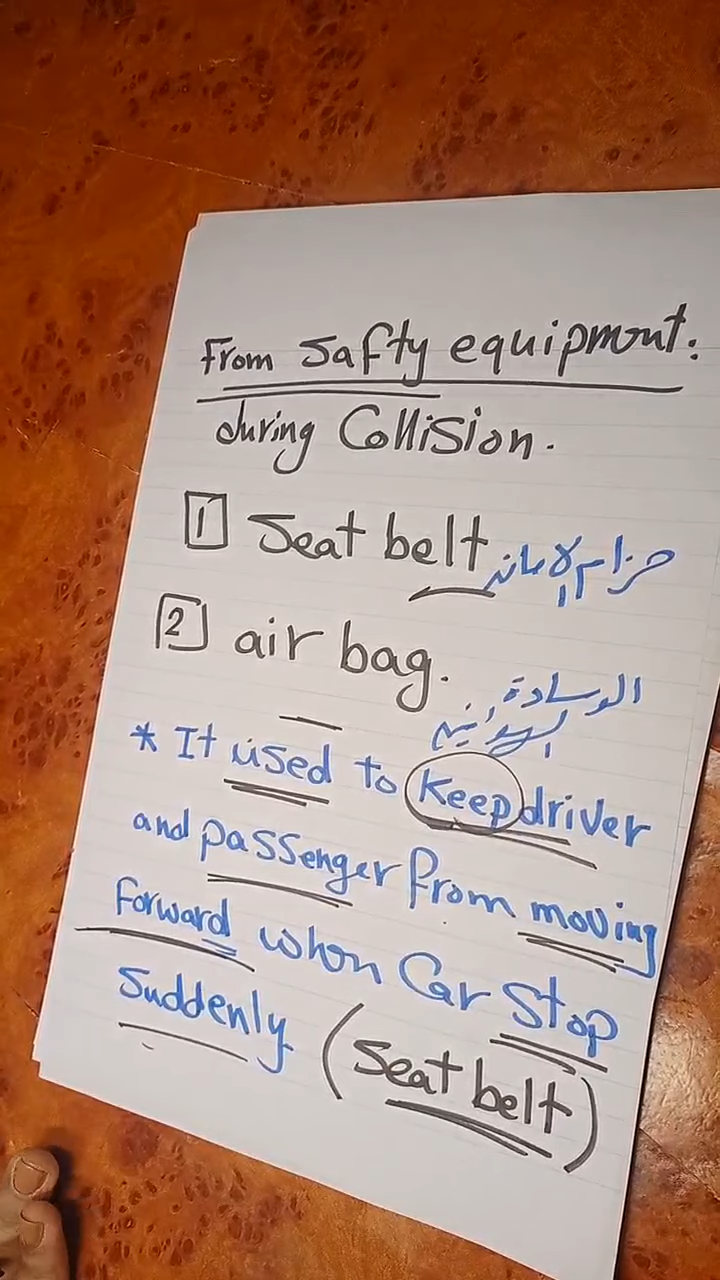 From Safty equipment:
during Collision.
1 Seat belt حزام الامان
2 air bag.
الوسادة
الهوائية
* It used to Keep driver
and passenger from moving
forward when Car Stop
Suddenly (Seat belt)